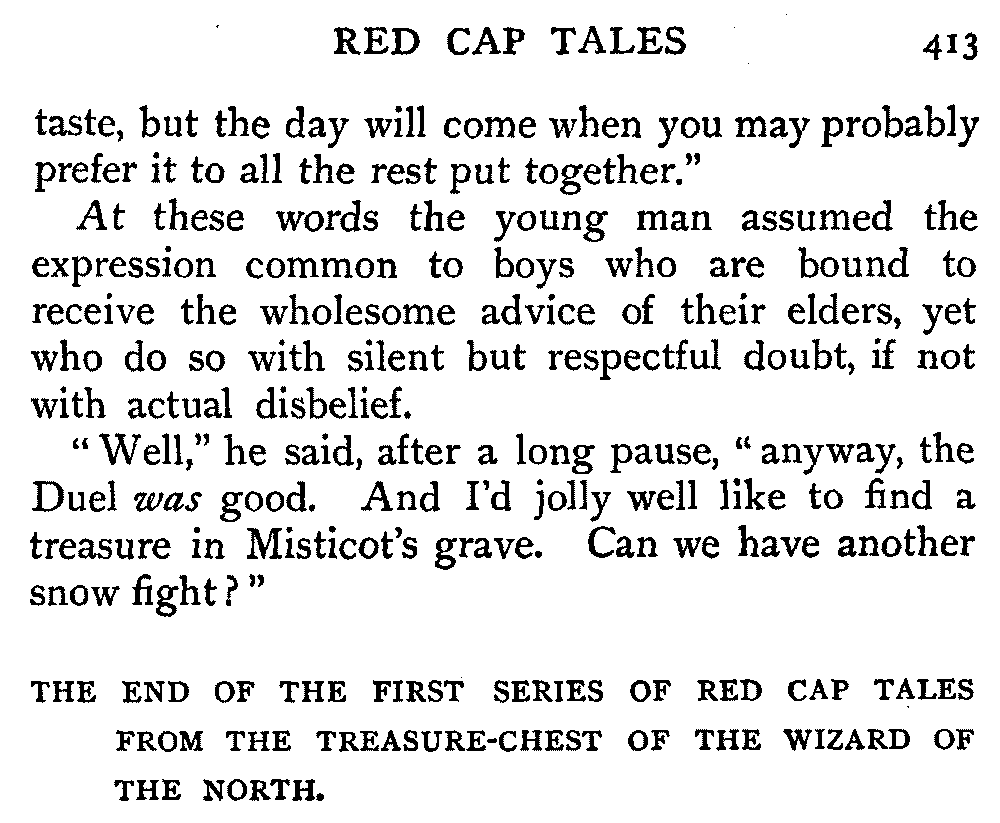 RED CAP TALES 413
taste, but the day will come when you may probably
prefer it to all the rest put together.”
At these words the young man assumed the
expression common to boys who are bound to
receive the wholesome advice of their elders, yet
who do so with silent but respectful doubt, if not
with actual disbelief.
“ Well,” he said, after a long pause, “ anyway, the
Duel was good. And I’d jolly well like to find a
treasure in Misticot’s grave. Can we have another
snow fight ? ”
THE END OF THE FIRST SERIES OF RED CAP TALES
FROM THE TREASURE-CHEST OF THE WIZARD OF
THE NORTH.